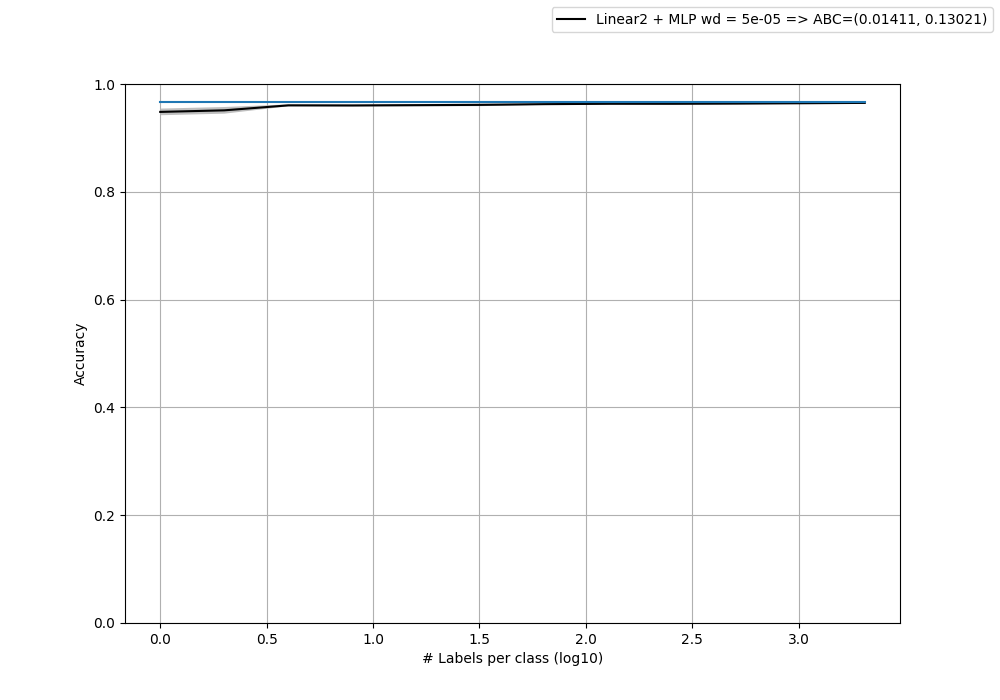 Linear2 + MLP wd = 5e-05 => ABC=(0.01411, 0.13021)
1.0
0.8
0.6
0.4
0.2
0.0
Accuracy
0.0 0.5 1.0 1.5 2.0 2.5 3.0
# Labels per class (log10)